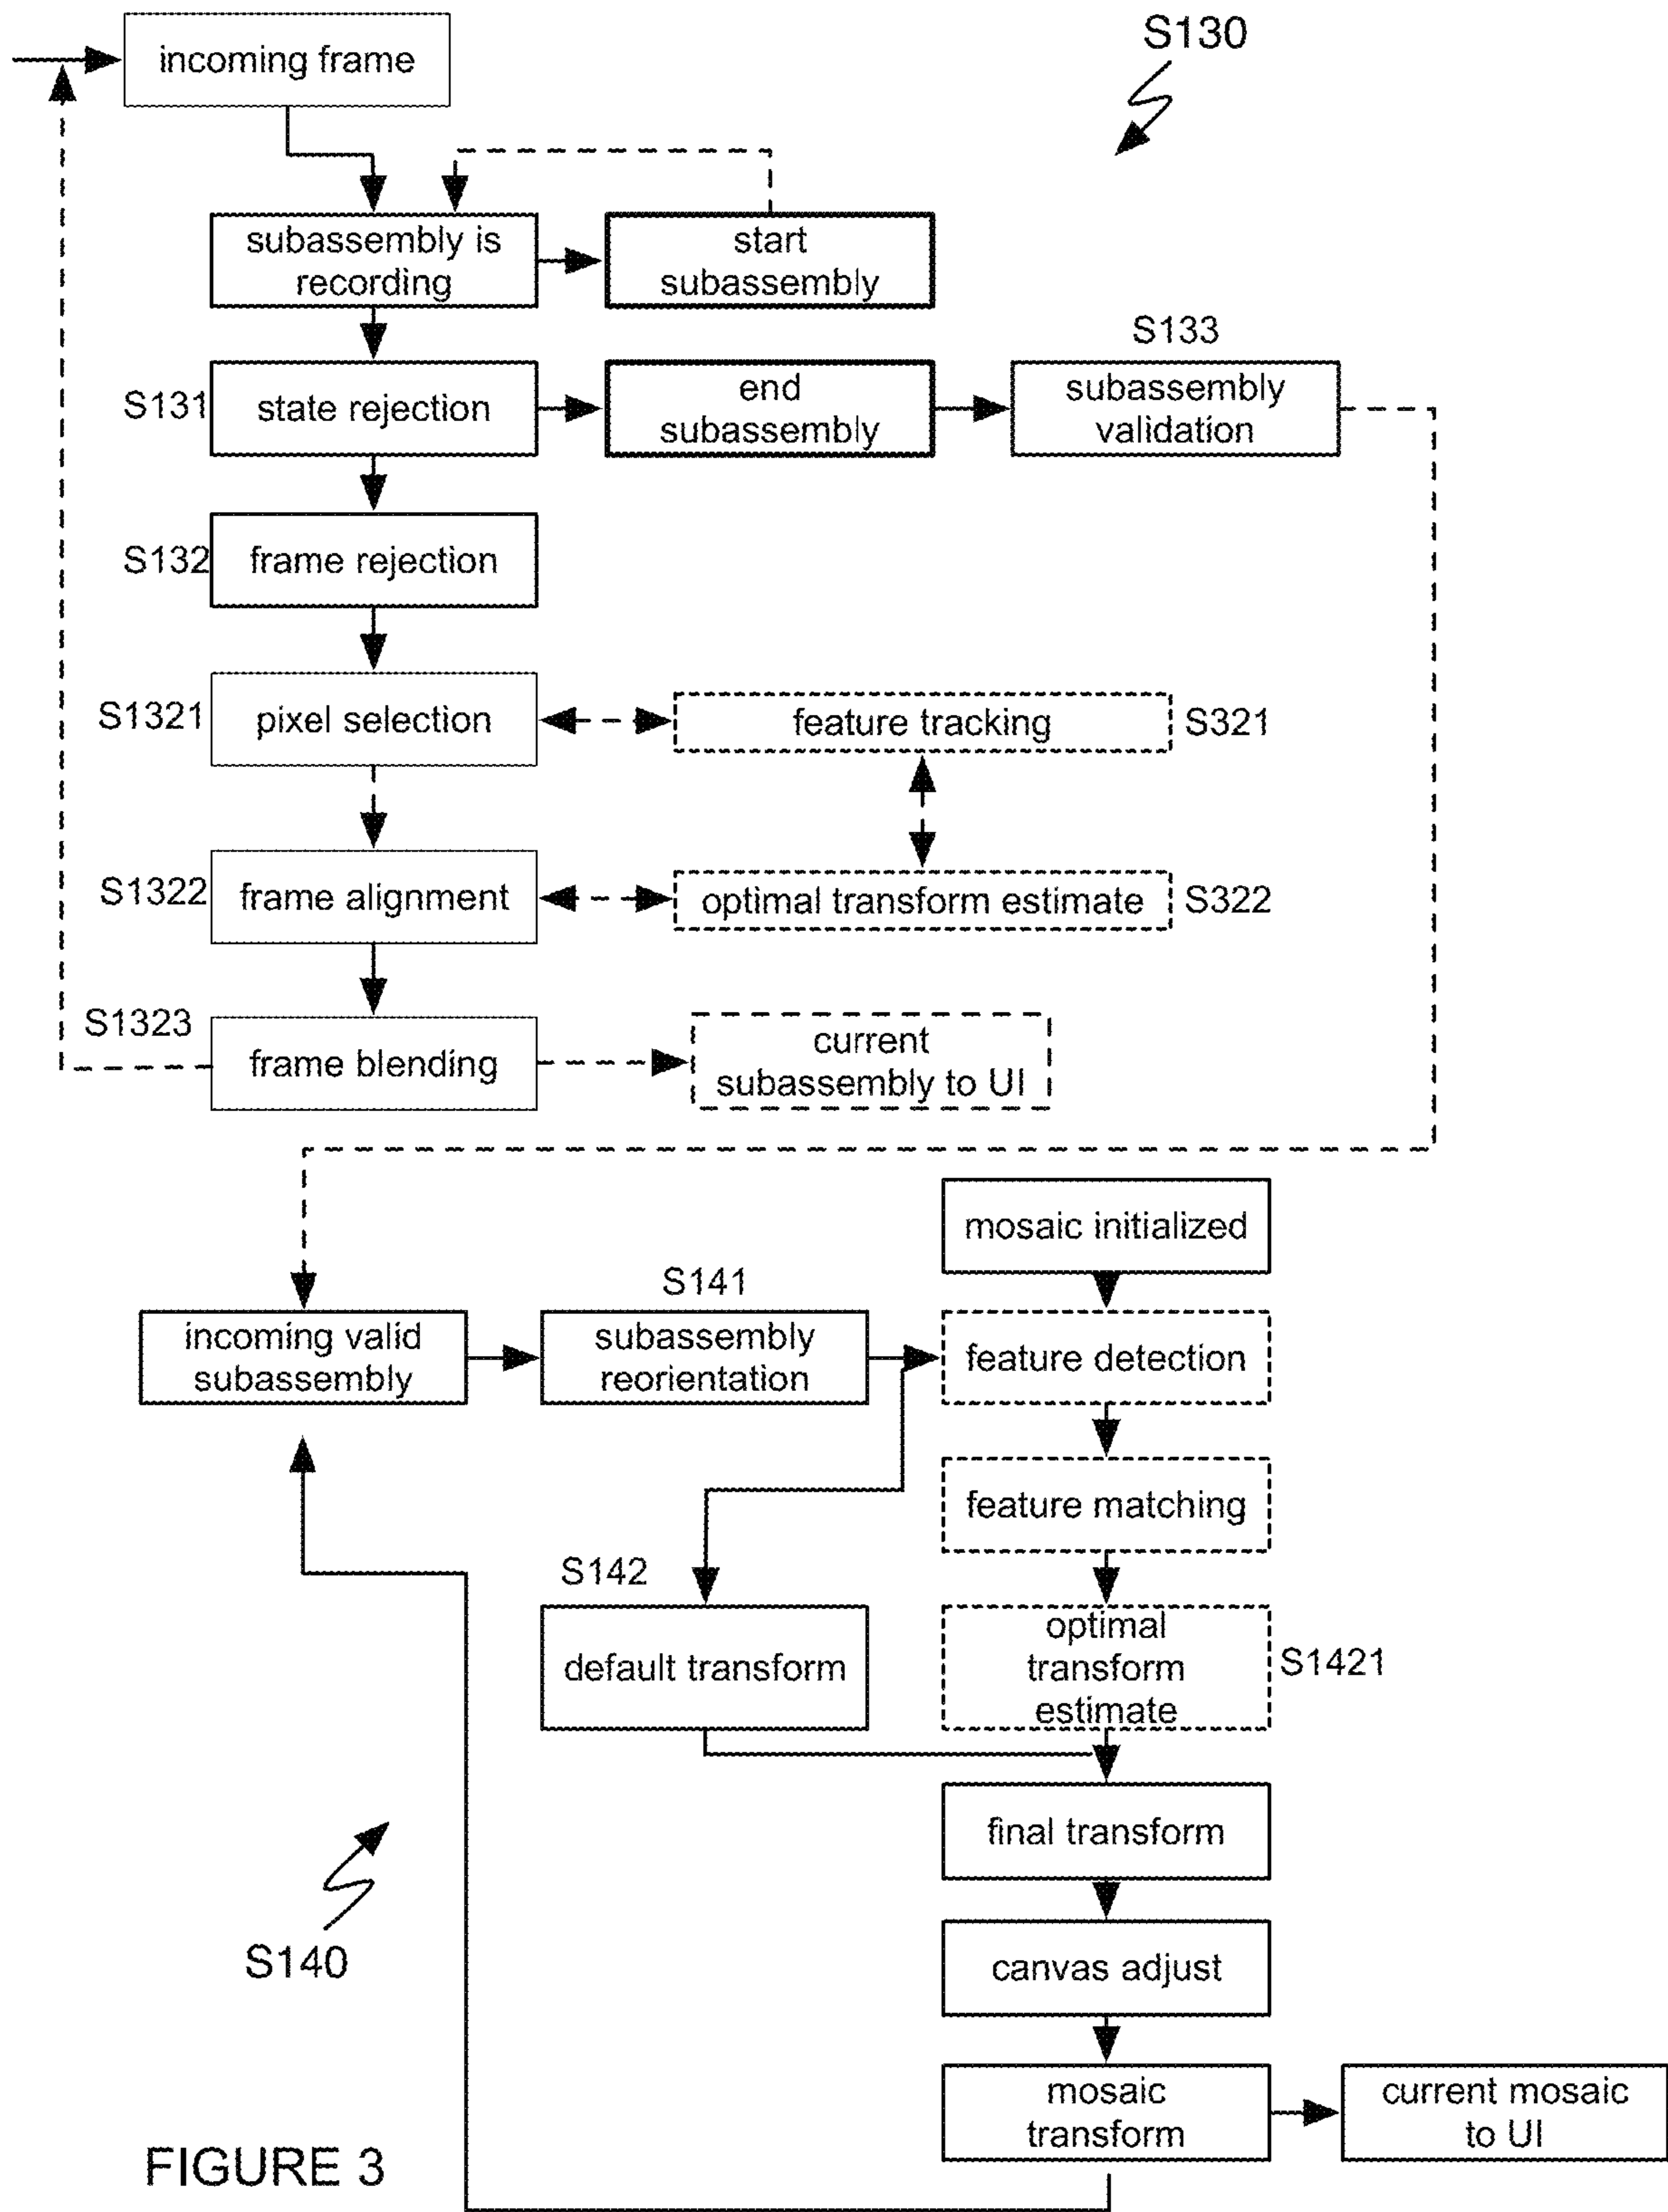 S130
incoming frame
subassembly is
recording
start
subassembly
S131
state rejection
end
subassembly
S133
subassembly
validation
S132
frame rejection
S1321
pixel selection
feature tracking
S321
S1322
frame alignment
optimal transform estimate
S322
S1323
frame blending
current
subassembly to UI
mosaic initialized
incoming valid
subassembly
S141
subassembly
reorientation
feature detection
feature matching
S142
default transform
optimal
transform
estimate
S1421
final transform
S140
canvas adjust
mosaic
transform
current mosaic
to UI
FIGURE 3